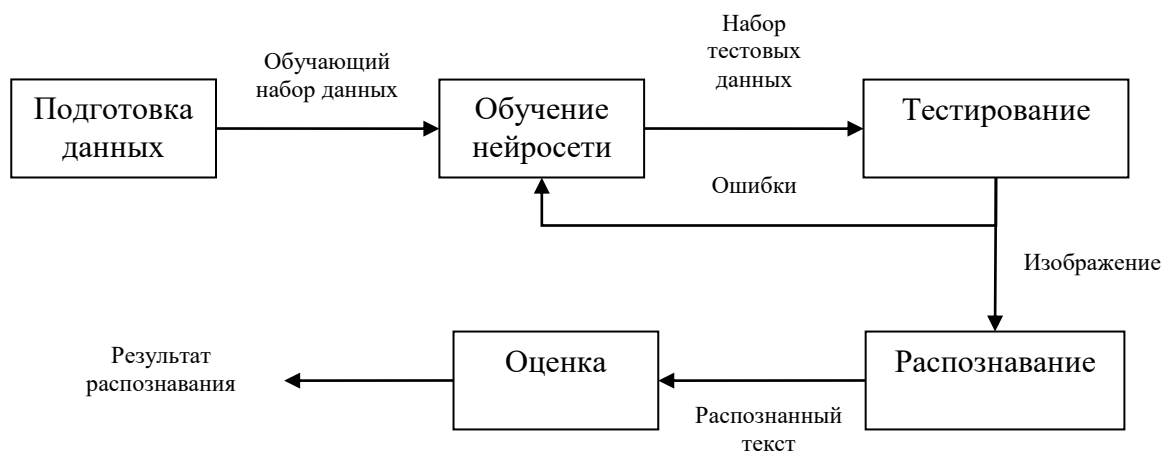 Обучающий
набор данных
Набор
тестовых
данных
Подготовка
данных
Обучение
нейросети
Тестирование
Ошибки
Изображение
Результат
распознавания
Оценка
Распознавание
Распознанный
текст